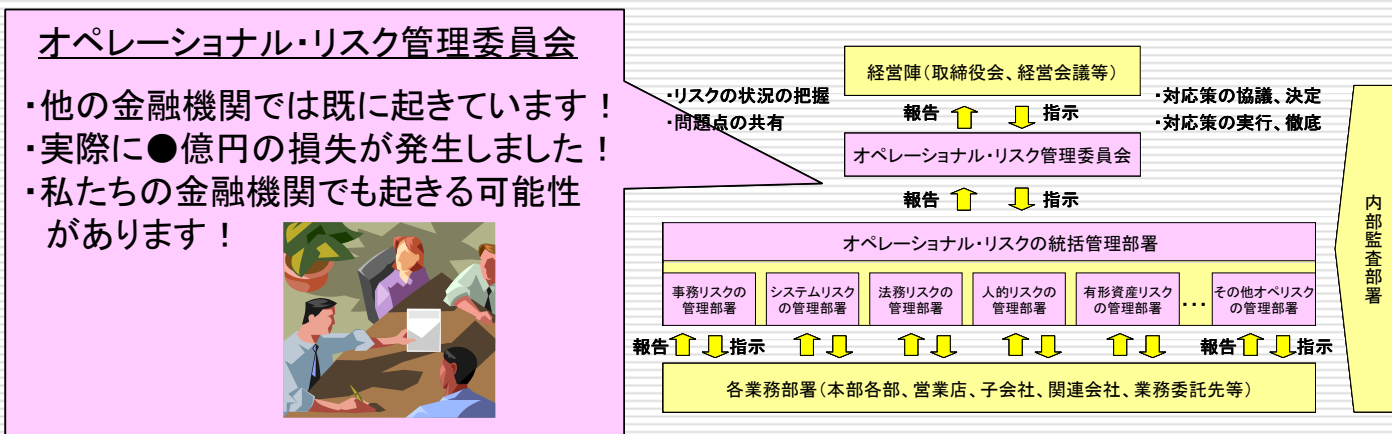 オペレーショナル・リスク管理委員会
・他の金融機関では既に起きています！
・実際に●億円の損失が発生しました！
・私たちの金融機関でも起きる可能性
があります！
経営陣（取締役会、経営会議等）
・リスクの状況の把握
・問題点の共有
報告
指示
・対応策の協議、決定
・対応策の実行、徹底
オペレーショナル・リスク管理委員会
報告
指示
オペレーショナル・リスクの統括管理部署
事務リスクの
管理部署
システムリスク
の管理部署
法務リスクの
管理部署
人的リスクの
管理部署
有形資産リスク
の管理部署
…
その他オペリスク
の管理部署
報告
指示
報告
指示
各業務部署（本部各部、営業店、子会社、関連会社、業務委託先等）
内部監査部署